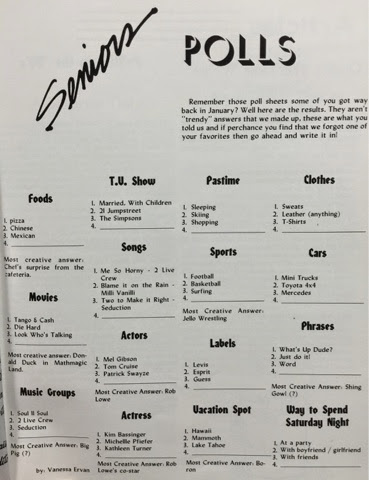 Seniors
POLLS
Remember those poll sheets some of you got way
back in January? Well here are the results. They aren't
"trendy" answers that we made up, these are what you
told us and if perchance you find that we forgot one of
your favorites then go ahead and write it in!
Foods
1. pizza
2. Chinese
3. Mexican
4.
Most creative answer:
Chef's surprise from the
cafeteria.
Movies
1. Tango & Cash
2. Die Hard
3. Look Who's Talking
4.
Most creative answer: Don-
ald Duck in Mathmagic
Land.
Music Groups
1. Soul II Soul
2. 2 Live Crew
3. Seduction
4.
Most Creative Answer: Big
Pig (?)
by: Vanessa Ervan
T.V. Show
1. Married, With Children
2. 21 Jumpstreet
3. The Simpsons
4.
Songs
1. Me So Horny - 2 Live
Crew
2. Blame it on the Rain -
Milli Vanilli
3. Two to Make it Right -
Seduction
4.
Actors
1. Mel Gibson
2. Tom Cruise
3. Patrick Swayze
4.
Most Creative Answer: Rob
Lowe
Actress
1. Kim Bassinger
2. Michelle Pfiefer
3. Kathleen Turner
4.
Most Creative Answer: Rob
Lowe's co-star
Pastime
1. Sleeping
2. Skiing
3. Shopping
4.
Sports
1. Football
2. Basketball
3. Surfing
4.
Most Creative Answer:
Jello Wrestling
Labels
1. Levis
2. Esprit
3. Guess
4.
Vacation Spot
1. Hawaii
2. Mammoth
3. Lake Tahoe
4.
Most Creative Answer: Bo-
ron
Clothes
1. Sweats
2. Leather (anything)
3. T-Shirts
4.
Cars
1. Mini Trucks
2. Toyota 4x4
3. Mercedes
4.
Phrases
1. What's Up Dude?
2. Just do it!
3. Word
4.
Most Creative Answer: Shing
Gowl (?)
Way to Spend
Saturday Night
1. At a party
2. With boyfriend / girlfriend
3. With friends
4.